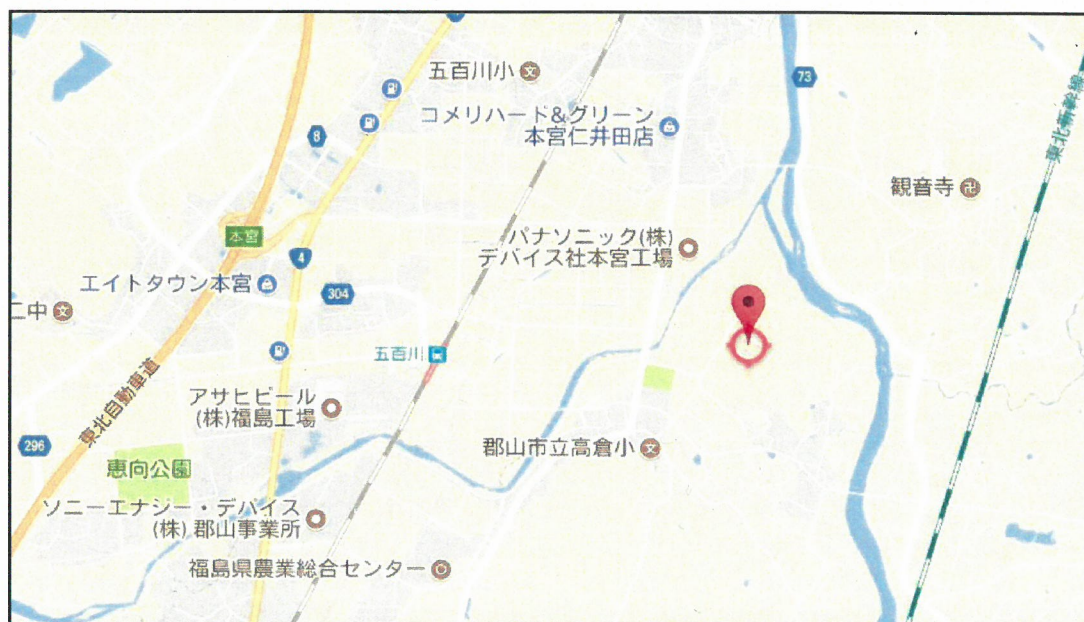 五百川小
73
コメリハード&グリーン
本宮仁井田店
8
観音寺
東北新幹線
本宮
パナソニック(株)
デバイス社本宮工場
4
エイトタウン本宮
304
二中
五百川
アサヒビール
(株)福島工場
東北自動車道
296
恵向公園
郡山市立高倉小
ソニーエナジー・デバイス
(株)郡山事業所
福島県農業総合センター